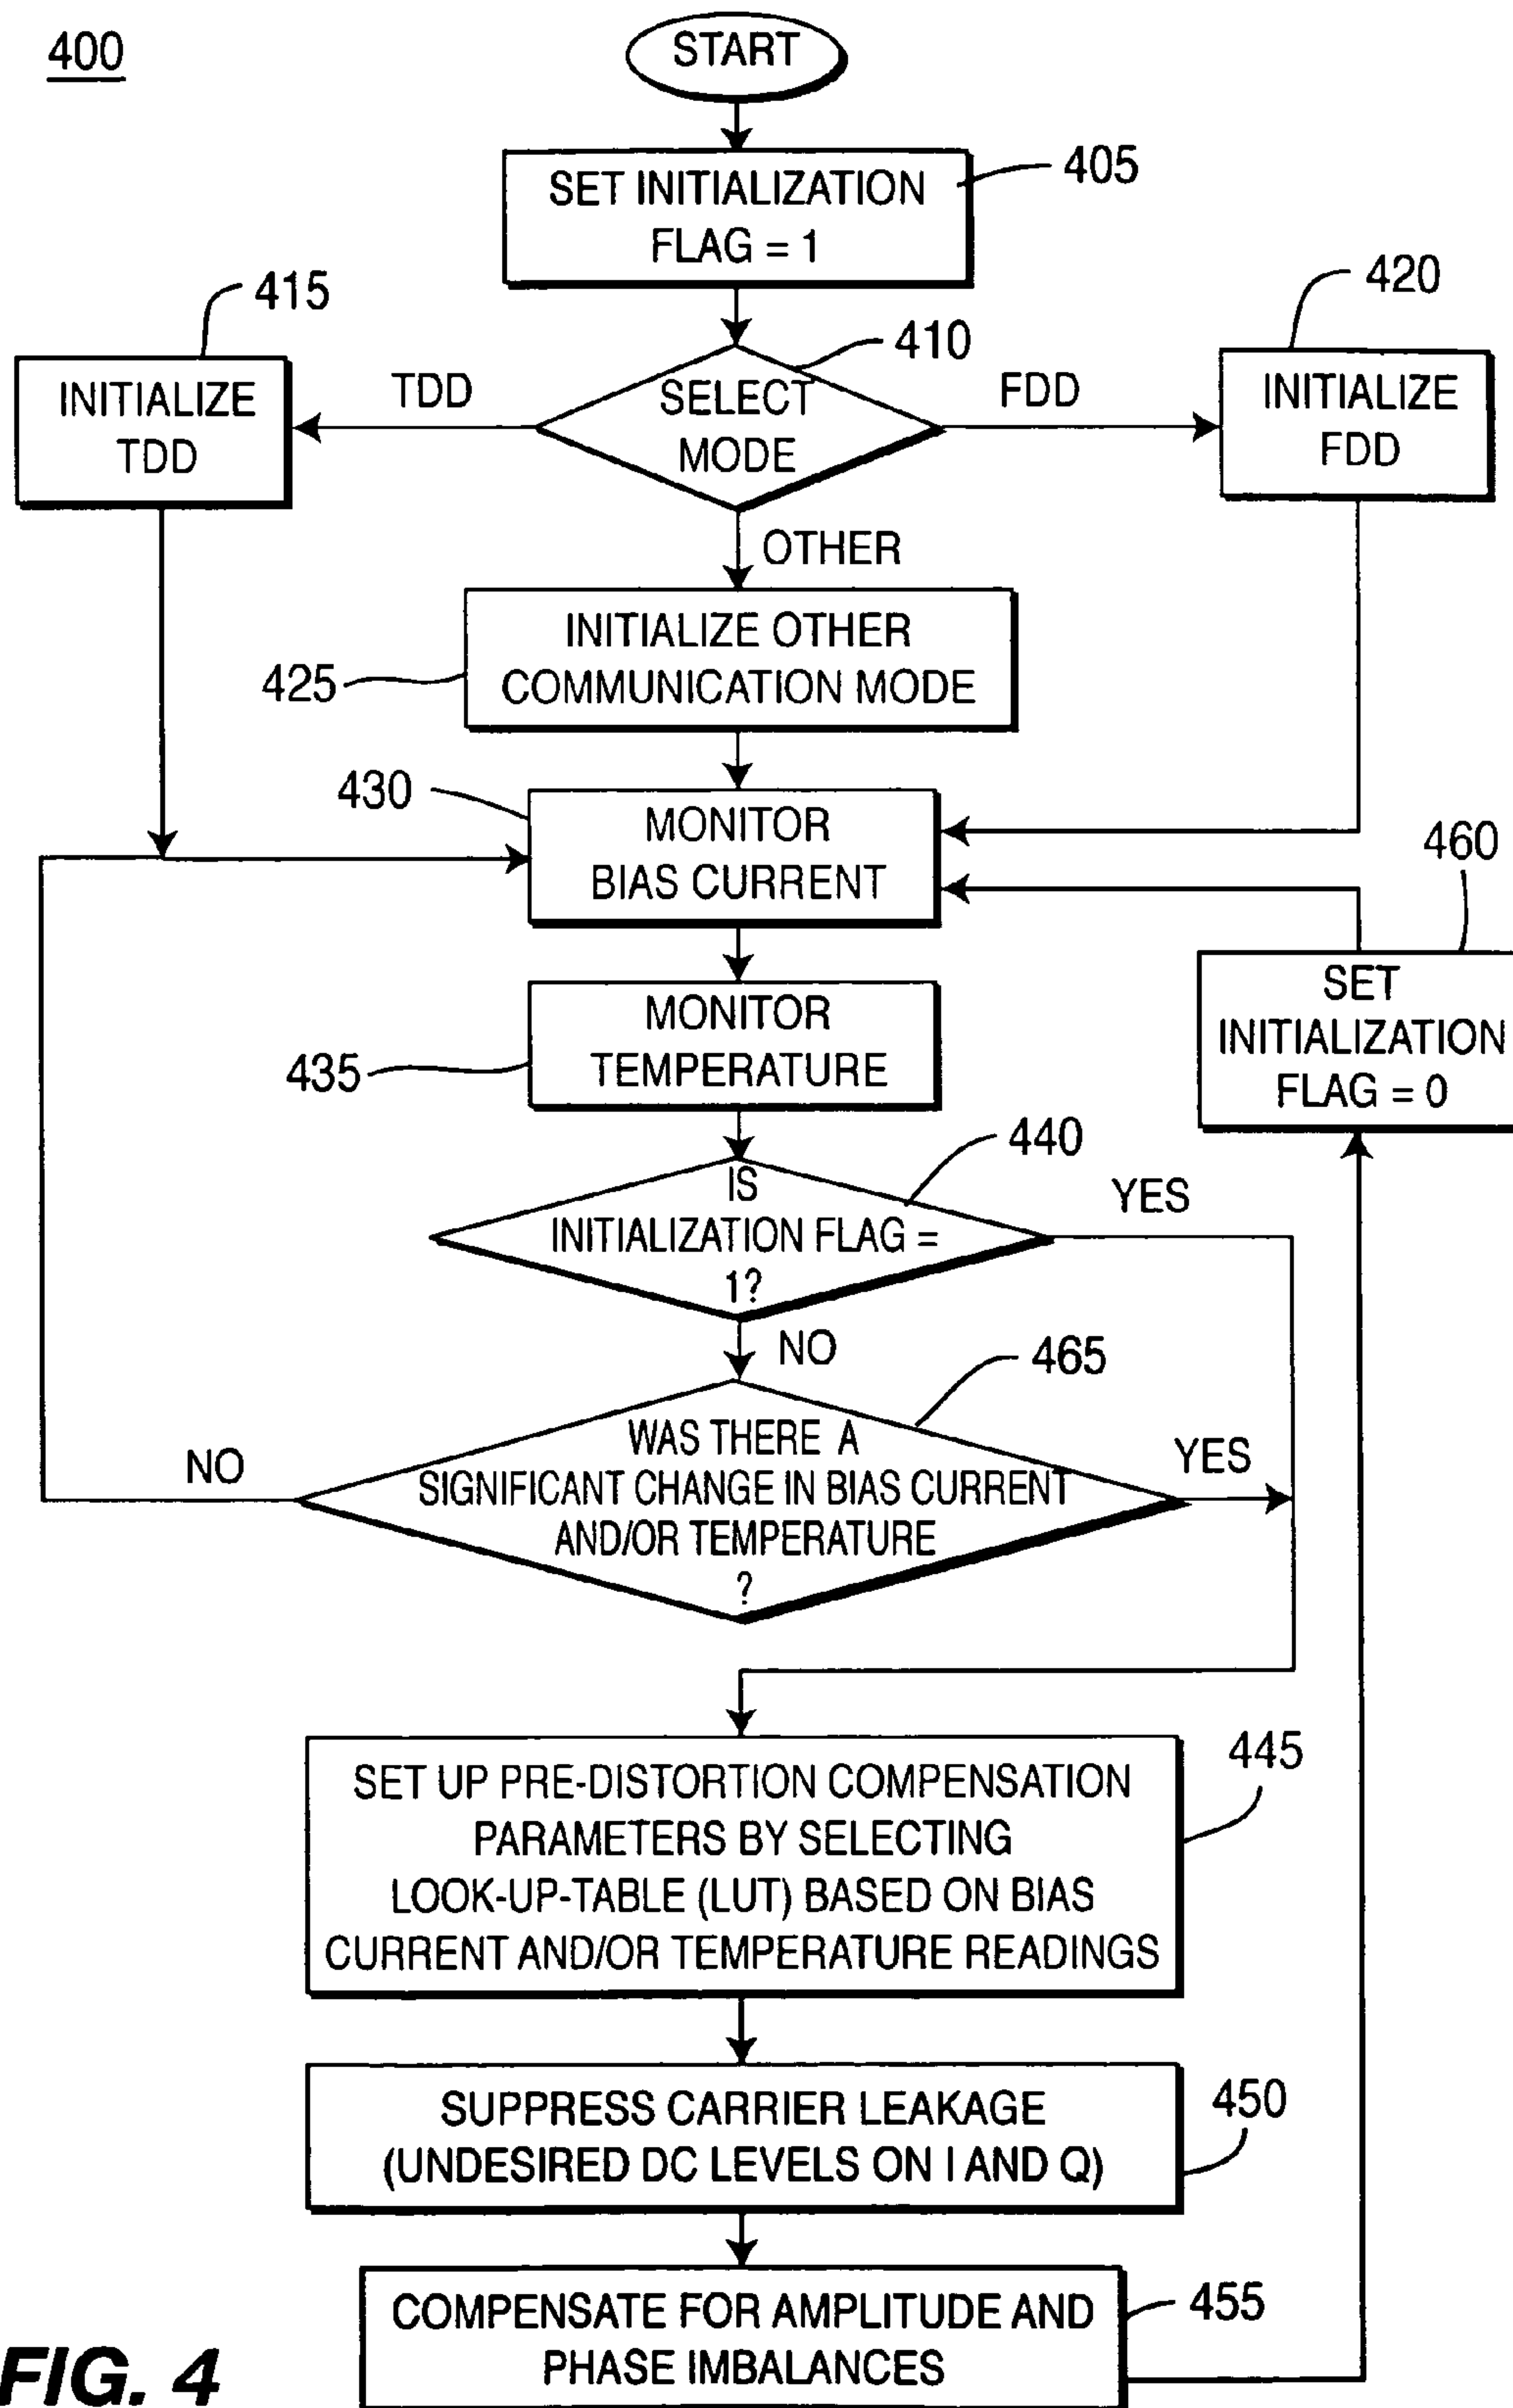 400
START
SET INITIALIZATION
FLAG = 1
405
415
420
410
INITIALIZE
TDD
TDD
SELECT
MODE
FDD
INITIALIZE
FDD
OTHER
INITIALIZE OTHER
COMMUNICATION MODE
425
430
MONITOR
BIAS CURRENT
460
SET
INITIALIZATION
FLAG = 0
MONITOR
TEMPERATURE
435
440
IS
INITIALIZATION FLAG =
1?
YES
NO
465
WAS THERE A
SIGNIFICANT CHANGE IN BIAS CURRENT
AND/OR TEMPERATURE
?
NO
YES
SET UP PRE-DISTORTION COMPENSATION
PARAMETERS BY SELECTING
LOOK-UP-TABLE (LUT) BASED ON BIAS
CURRENT AND/OR TEMPERATURE READINGS
445
SUPPRESS CARRIER LEAKAGE
(UNDESIRED DC LEVELS ON I AND Q)
450
COMPENSATE FOR AMPLITUDE AND
PHASE IMBALANCES
455
FIG. 4